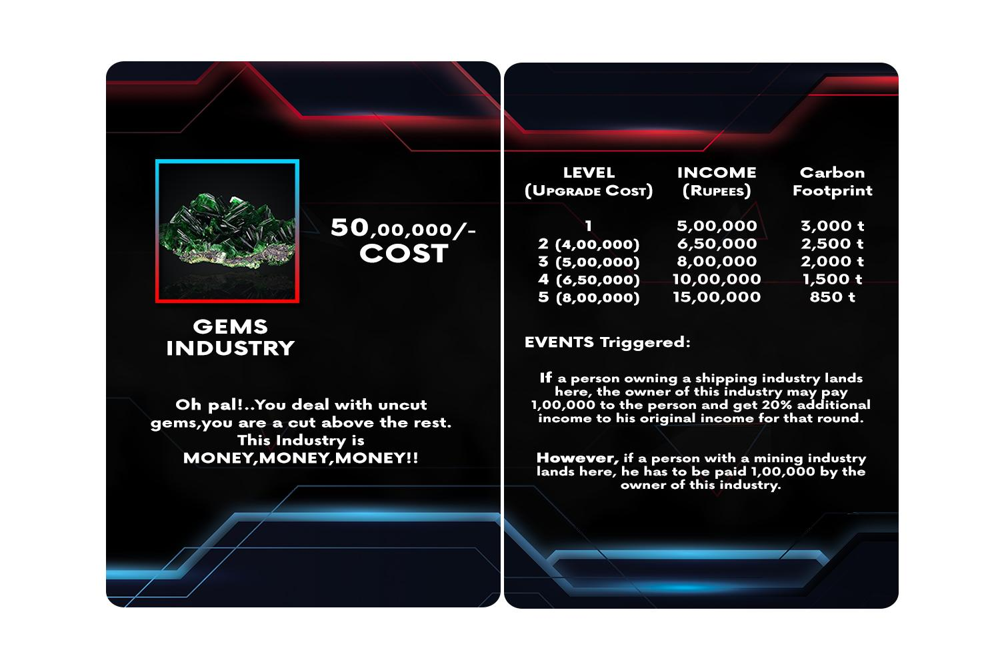 50,00,000/-
COST
GEMS
INDUSTRY
Oh pal!..You deal with uncut
gems,you are a cut above the rest.
This Industry is
MONEY,MONEY,MONEY!!
LEVEL INCOME Carbon
(UPGRADE COST) (RUPEES) Footprint
1 5,00,000 3,000 t
2 (4,00,000) 6,50,000 2,500 t
3 (5,00,000) 8,00,000 2,000 t
4 (6,50,000) 10,00,000 1,500 t
5 (8,00,000) 15,00,000 850 t
EVENTS Triggered:
If a person owning a shipping industry lands
here, the owner of this industry may pay
1,00,000 to the person and get 20% additional
income to his original income for that round.
However, if a person with a mining industry
lands here, he has to be paid 1,00,000 by the
owner of this industry.